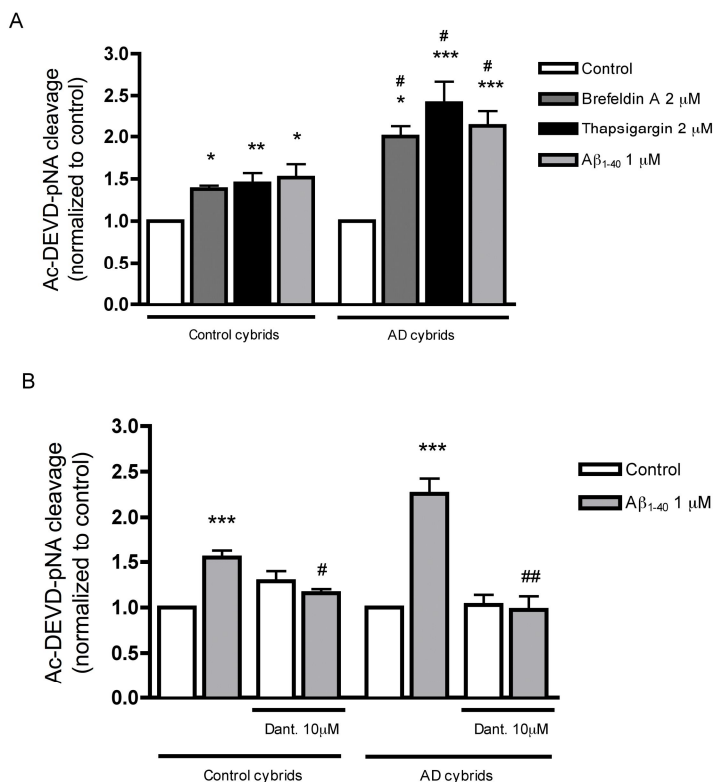 A
Ac-DEVD-pNA cleavage
(normalized to control)
3.0
2.5
2.0
1.5
1.0
0.5
0.0
*
**
*
#
*
#
***
#
***
Control
Brefeldin A 2 μM
Thapsigargin 2 μM
Aβ1-40 1 μM
Control cybrids
AD cybrids
B
Ac-DEVD-pNA cleavage
(normalized to control)
3.0
2.5
2.0
1.5
1.0
0.5
0.0
***
#
***
##
Control
Aβ1-40 1 μM
Dant. 10μM
Dant. 10μM
Control cybrids
AD cybrids